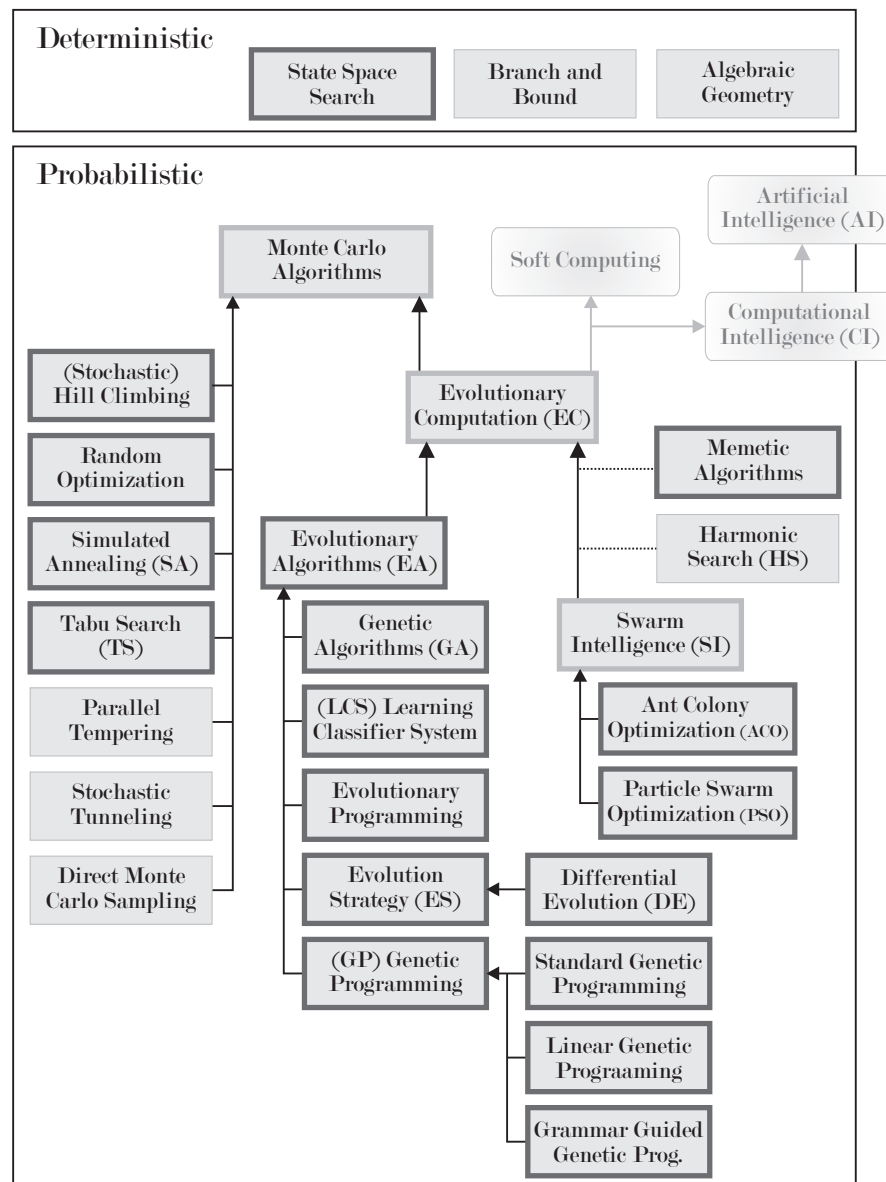 Deterministic
State Space
Search
Branch and
Bound
Algebraic
Geometry
Probabilistic
Artificial
Intelligence (AI)
Monte Carlo
Algorithms
Soft Computing
Computational
Intelligence (CI)
(Stochastic)
Hill Climbing
Evolutionary
Computation (EC)
Random
Optimization
Memetic
Algorithms
Simulated
Annealing (SA)
Evolutionary
Algorithms (EA)
Harmonic
Search (HS)
Tabu Search
(TS)
Genetic
Algorithms (GA)
Swarm
Intelligence (SI)
Parallel
Tempering
(LCS) Learning
Classifier System
Ant Colony
Optimization (ACO)
Stochastic
Tunneling
Evolutionary
Programming
Particle Swarm
Optimization (PSO)
Direct Monte
Carlo Sampling
Evolution
Strategy (ES)
Differential
Evolution (DE)
(GP) Genetic
Programming
Standard Genetic
Programming
Linear Genetic
Prograaming
Grammar Guided
Genetic Prog.